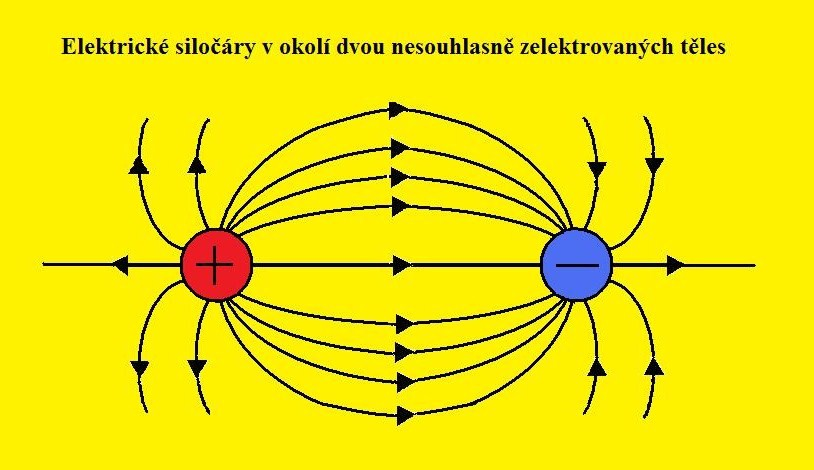 Elektrické siločáry v okolí dvou nesouhlasně zelektrovaných těles
+
−